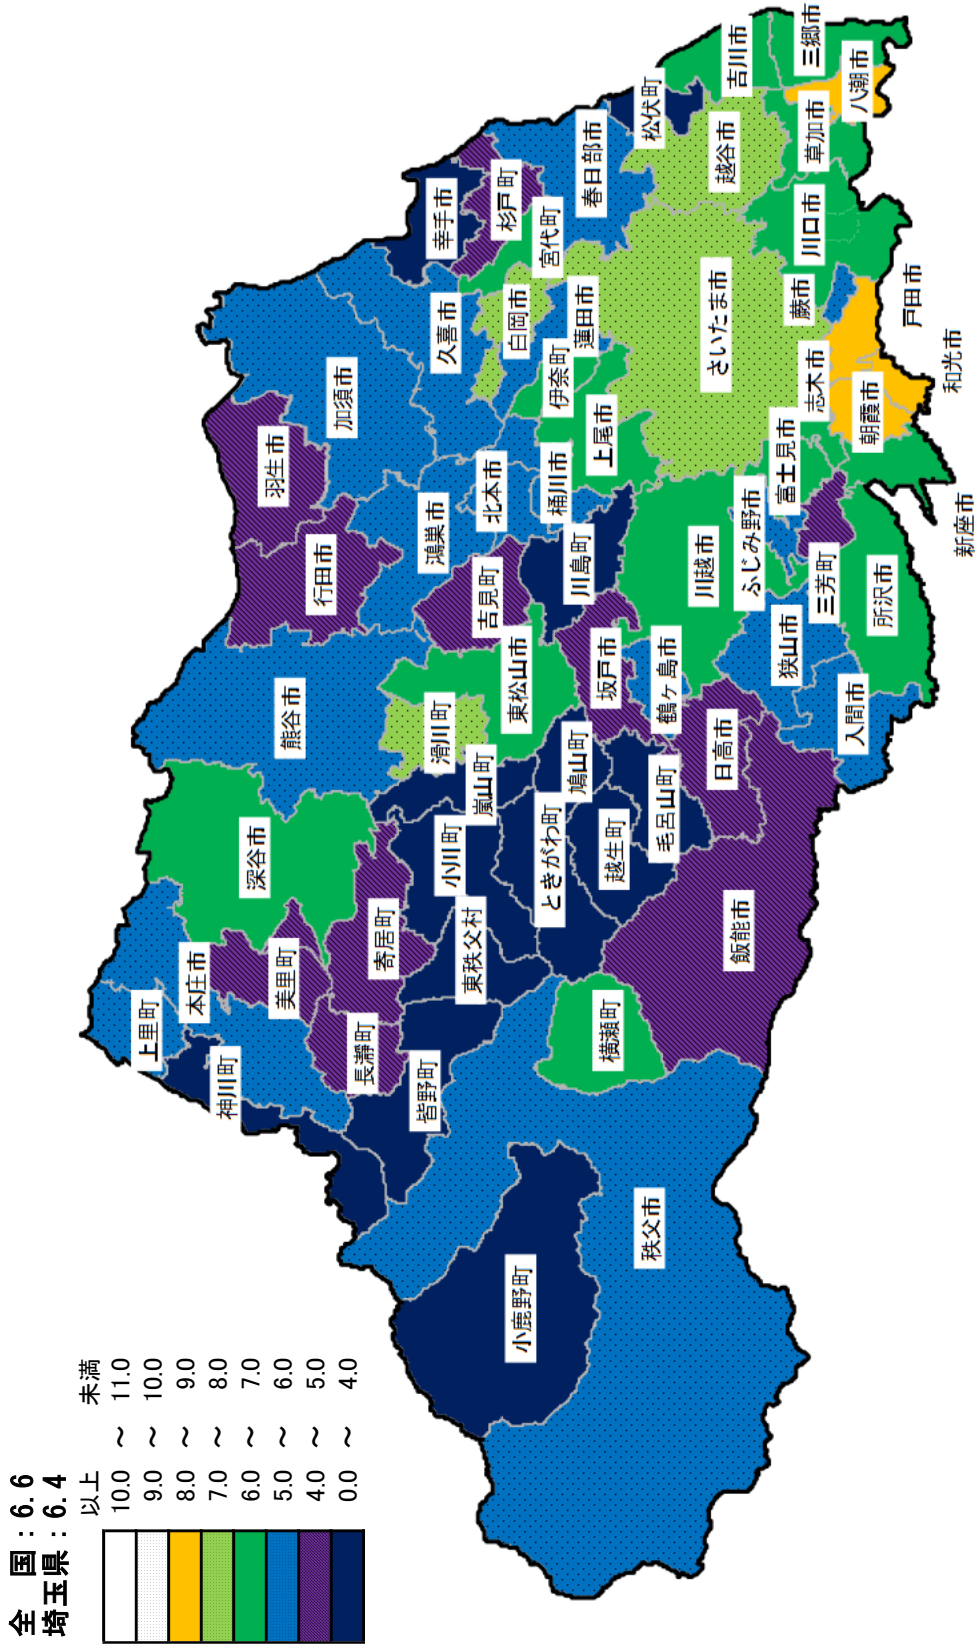 全　国：6.6
埼玉県：6.4
以上　未満
10.0 ～ 11.0
9.0 ～ 10.0
8.0 ～ 9.0
7.0 ～ 8.0
6.0 ～ 7.0
5.0 ～ 6.0
4.0 ～ 5.0
0.0 ～ 4.0
上里町
本庄市
神川町
美里町
深谷市
熊谷市
行田市
羽生市
加須市
長瀞町
寄居町
皆野町
小川町
東秩父村
嵐山町
滑川町
鴻巣市
久喜市
幸手市
杉戸町
吉見町
北本市
白岡市
宮代町
小鹿野町
ときがわ町
東松山市
鳩山町
川島町
桶川市
伊奈町
蓮田市
春日部市
松伏町
横瀬町
越生町
坂戸市
上尾市
秩父市
毛呂山町
鶴ヶ島市
川越市
さいたま市
越谷市
吉川市
飯能市
日高市
ふじみ野市
富士見市
狭山市
三芳町
志木市
蕨市
川口市
草加市
三郷市
八潮市
入間市
所沢市
朝霞市
戸田市
和光市
新座市